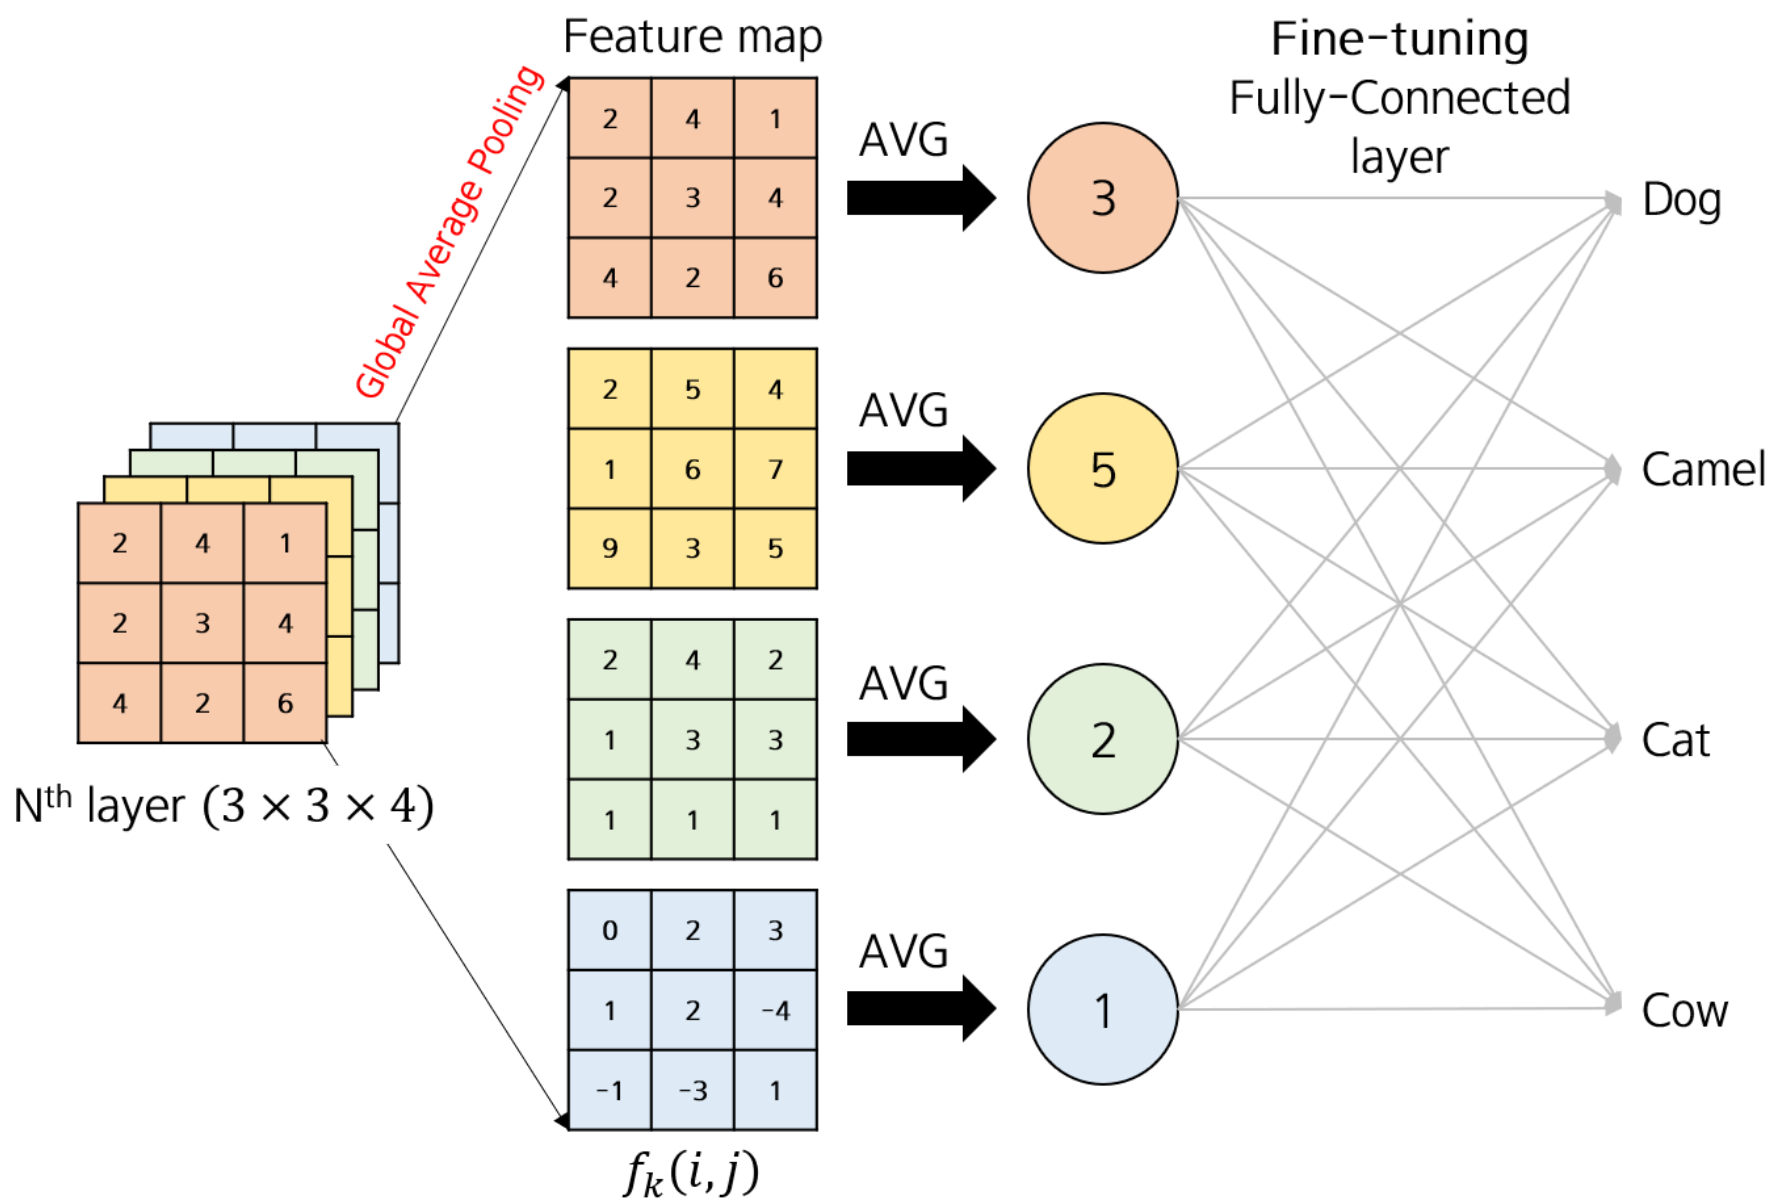 Feature map
Fine-tuning
Fully-Connected
layer
Global Average Pooling
2 4 1
2 3 4
4 2 6
AVG
3
Dog
2 5 4
1 6 7
9 3 5
AVG
5
Camel
2 4 1
2 3 4
4 2 6
Nth layer (3 × 3 × 4)
2 4 2
1 3 3
1 1 1
AVG
2
Cat
0 2 3
1 2 -4
-1 -3 1
AVG
1
Cow
fk(i, j)